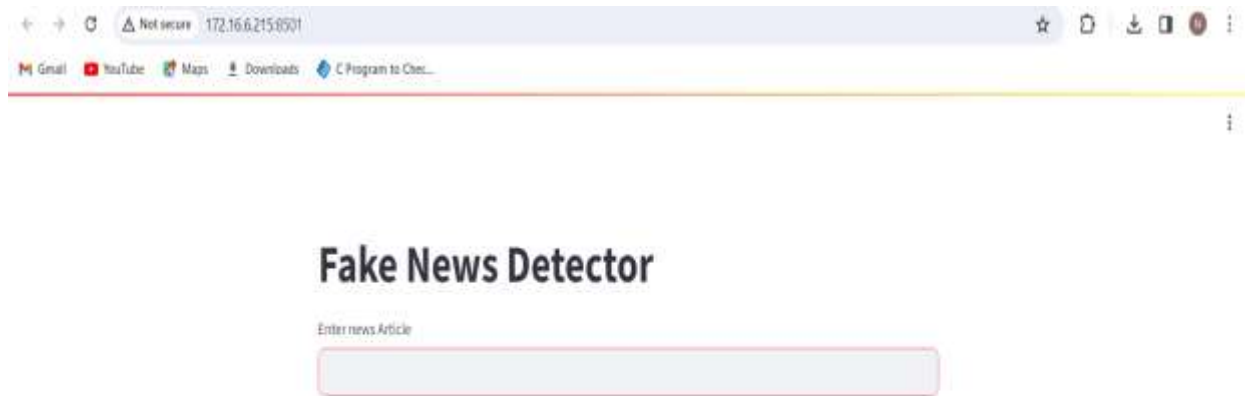 Not secure 172.16.6.215:8501
Gmail YouTube Maps Downloads C Program to Chec...
Fake News Detector
Enter news Article